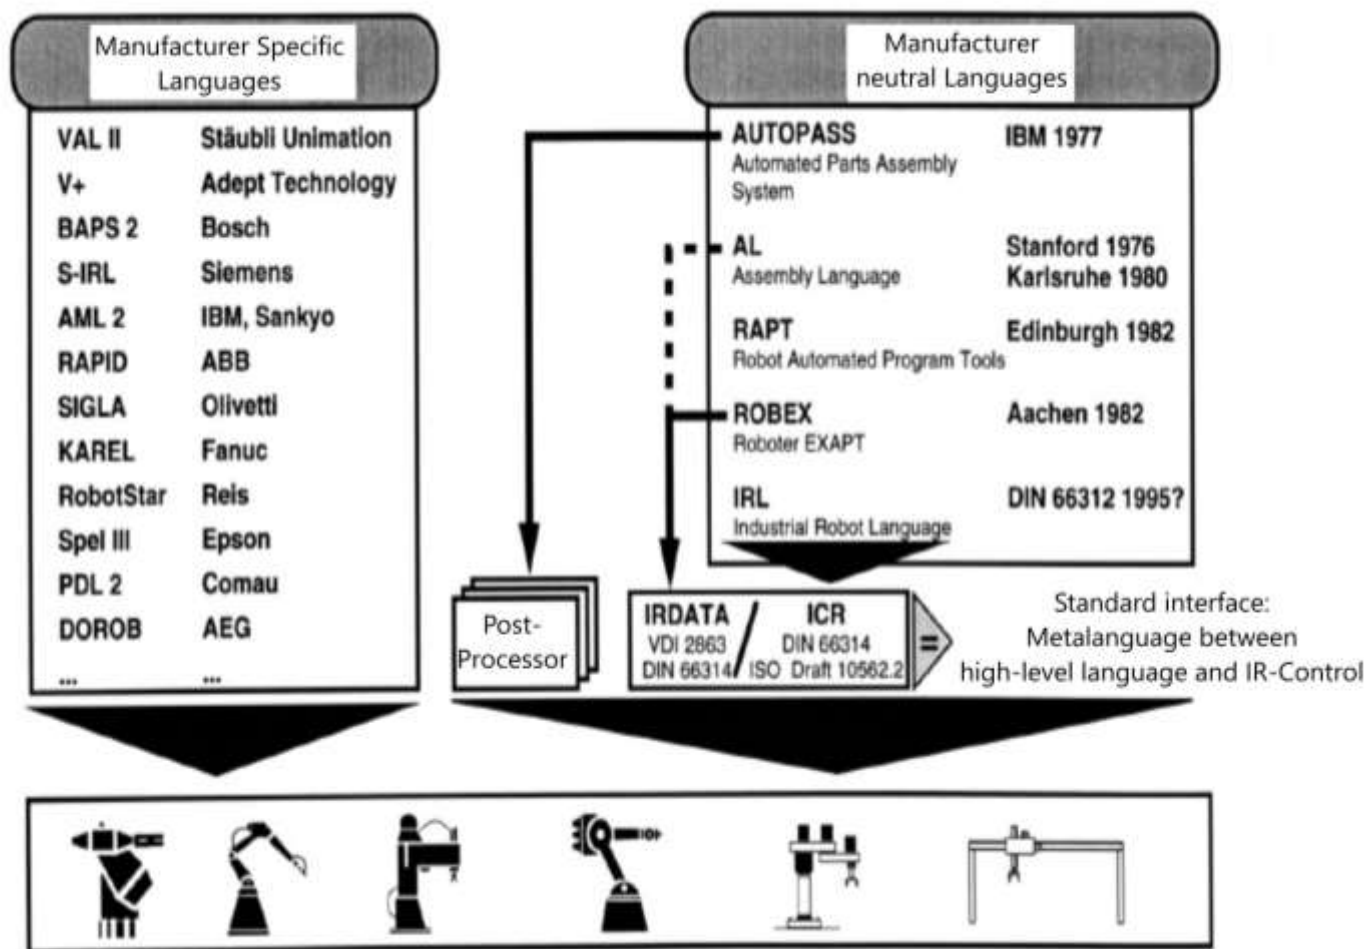 Manufacturer Specific
Languages
VAL II Stäubli Unimation
V+ Adept Technology
BAPS 2 Bosch
S-IRL Siemens
AML 2 IBM, Sankyo
RAPID ABB
SIGLA Olivetti
KAREL Fanuc
RobotStar Reis
Spel III Epson
PDL 2 Comau
DOROB AEG
... ...
Manufacturer
neutral Languages
AUTOPASS IBM 1977
Automated Parts Assembly
System
AL Stanford 1976
Assembly Language Karlsruhe 1980
RAPT Edinburgh 1982
Robot Automated Program Tools
ROBEX Aachen 1982
Roboter EXAPT
IRL DIN 66312 1995?
Industrial Robot Language
Post-
Processor
IRDATA / ICR
VDI 2863 DIN 66314
DIN 66314 ISO Draft 10562.2
=
Standard interface:
Metalanguage between
high-level language and IR-Control